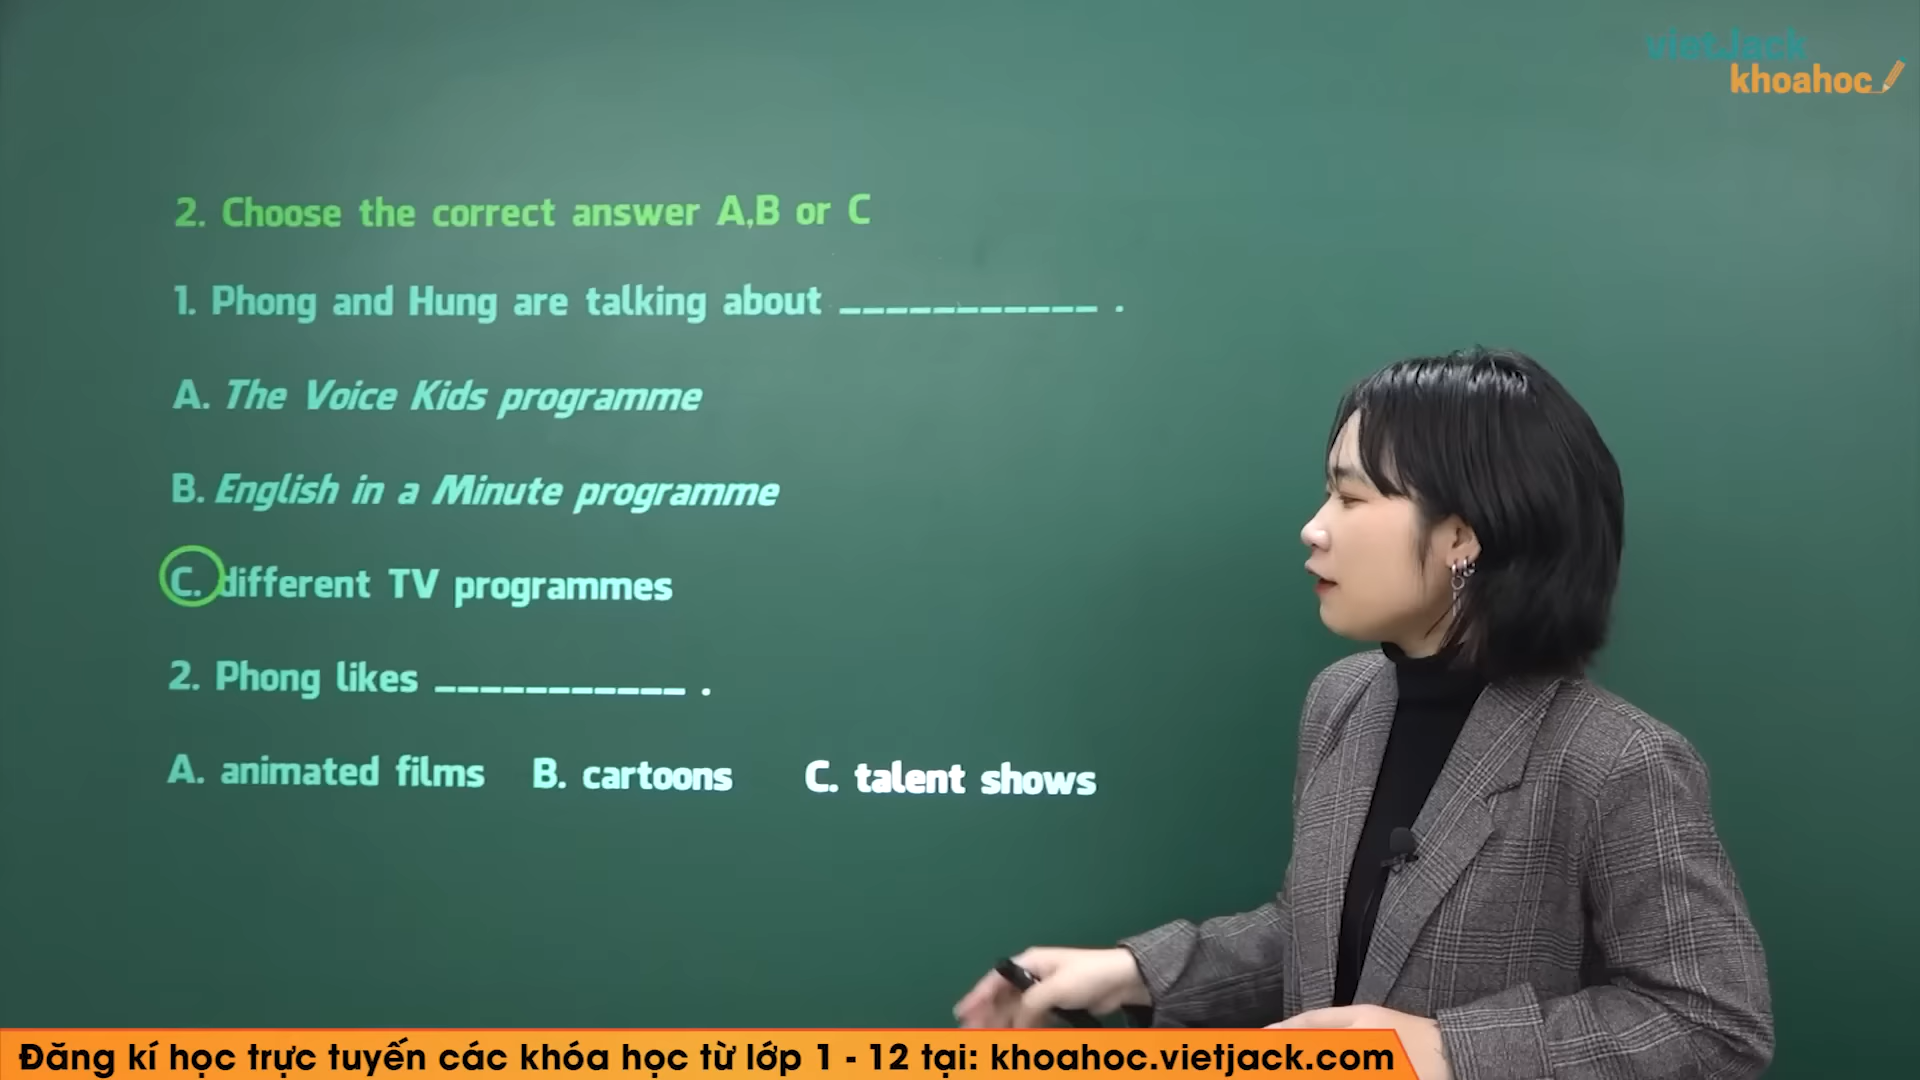 vietJack
khoahoc
2. Choose the correct answer A,B or C
1. Phong and Hung are talking about ___________ .
A. The Voice Kids programme
B. English in a Minute programme
C. different TV programmes
2. Phong likes ___________ .
A. animated films B. cartoons C. talent shows
Đăng kí học trực tuyến các khóa học từ lớp 1 - 12 tại: khoahoc.vietjack.com